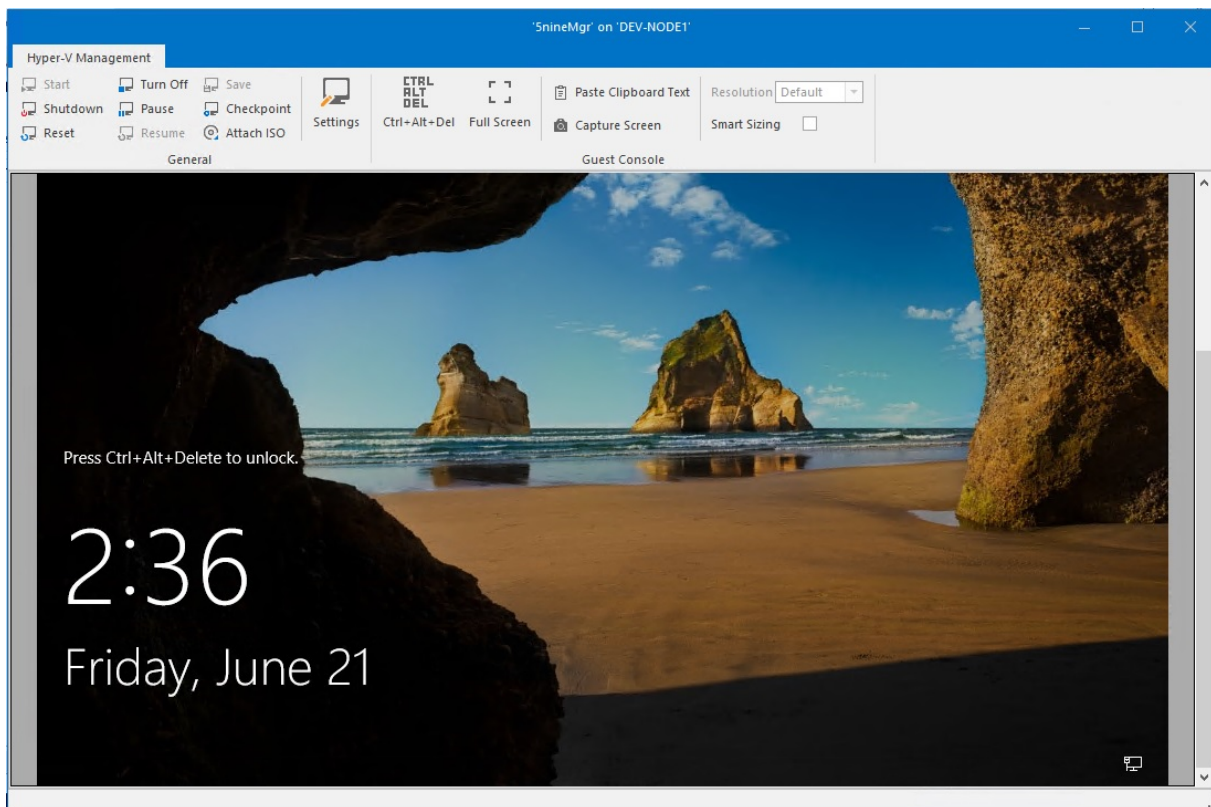 '5nineMgr' on 'DEV-NODE1'
Hyper-V Management
Start Turn Off Save
Shutdown Pause Checkpoint
Reset Resume Attach ISO
General
Settings
CTRL
ALT
DEL
Ctrl+Alt+Del Full Screen
Paste Clipboard Text
Capture Screen
Resolution Default
Smart Sizing
Guest Console
Press Ctrl+Alt+Delete to unlock.
2:36
Friday, June 21